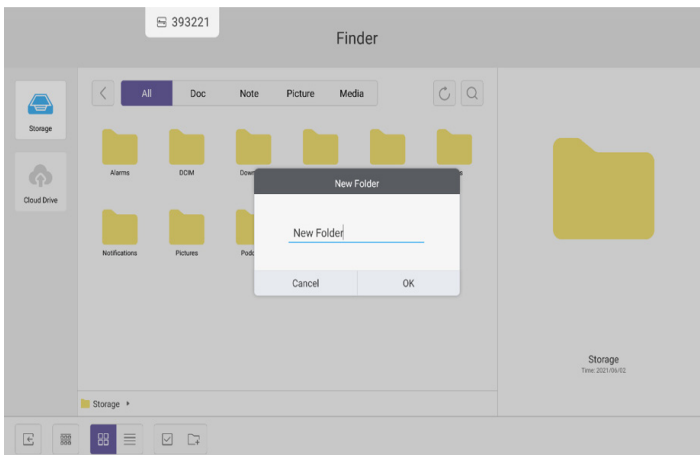 393221
Finder
All Doc Note Picture Media
Storage
Cloud Drive
Alarms DCIM
New Folder
New Folder
Cancel OK
Notifications Pictures
Storage
Time: 2021/06/02
Storage